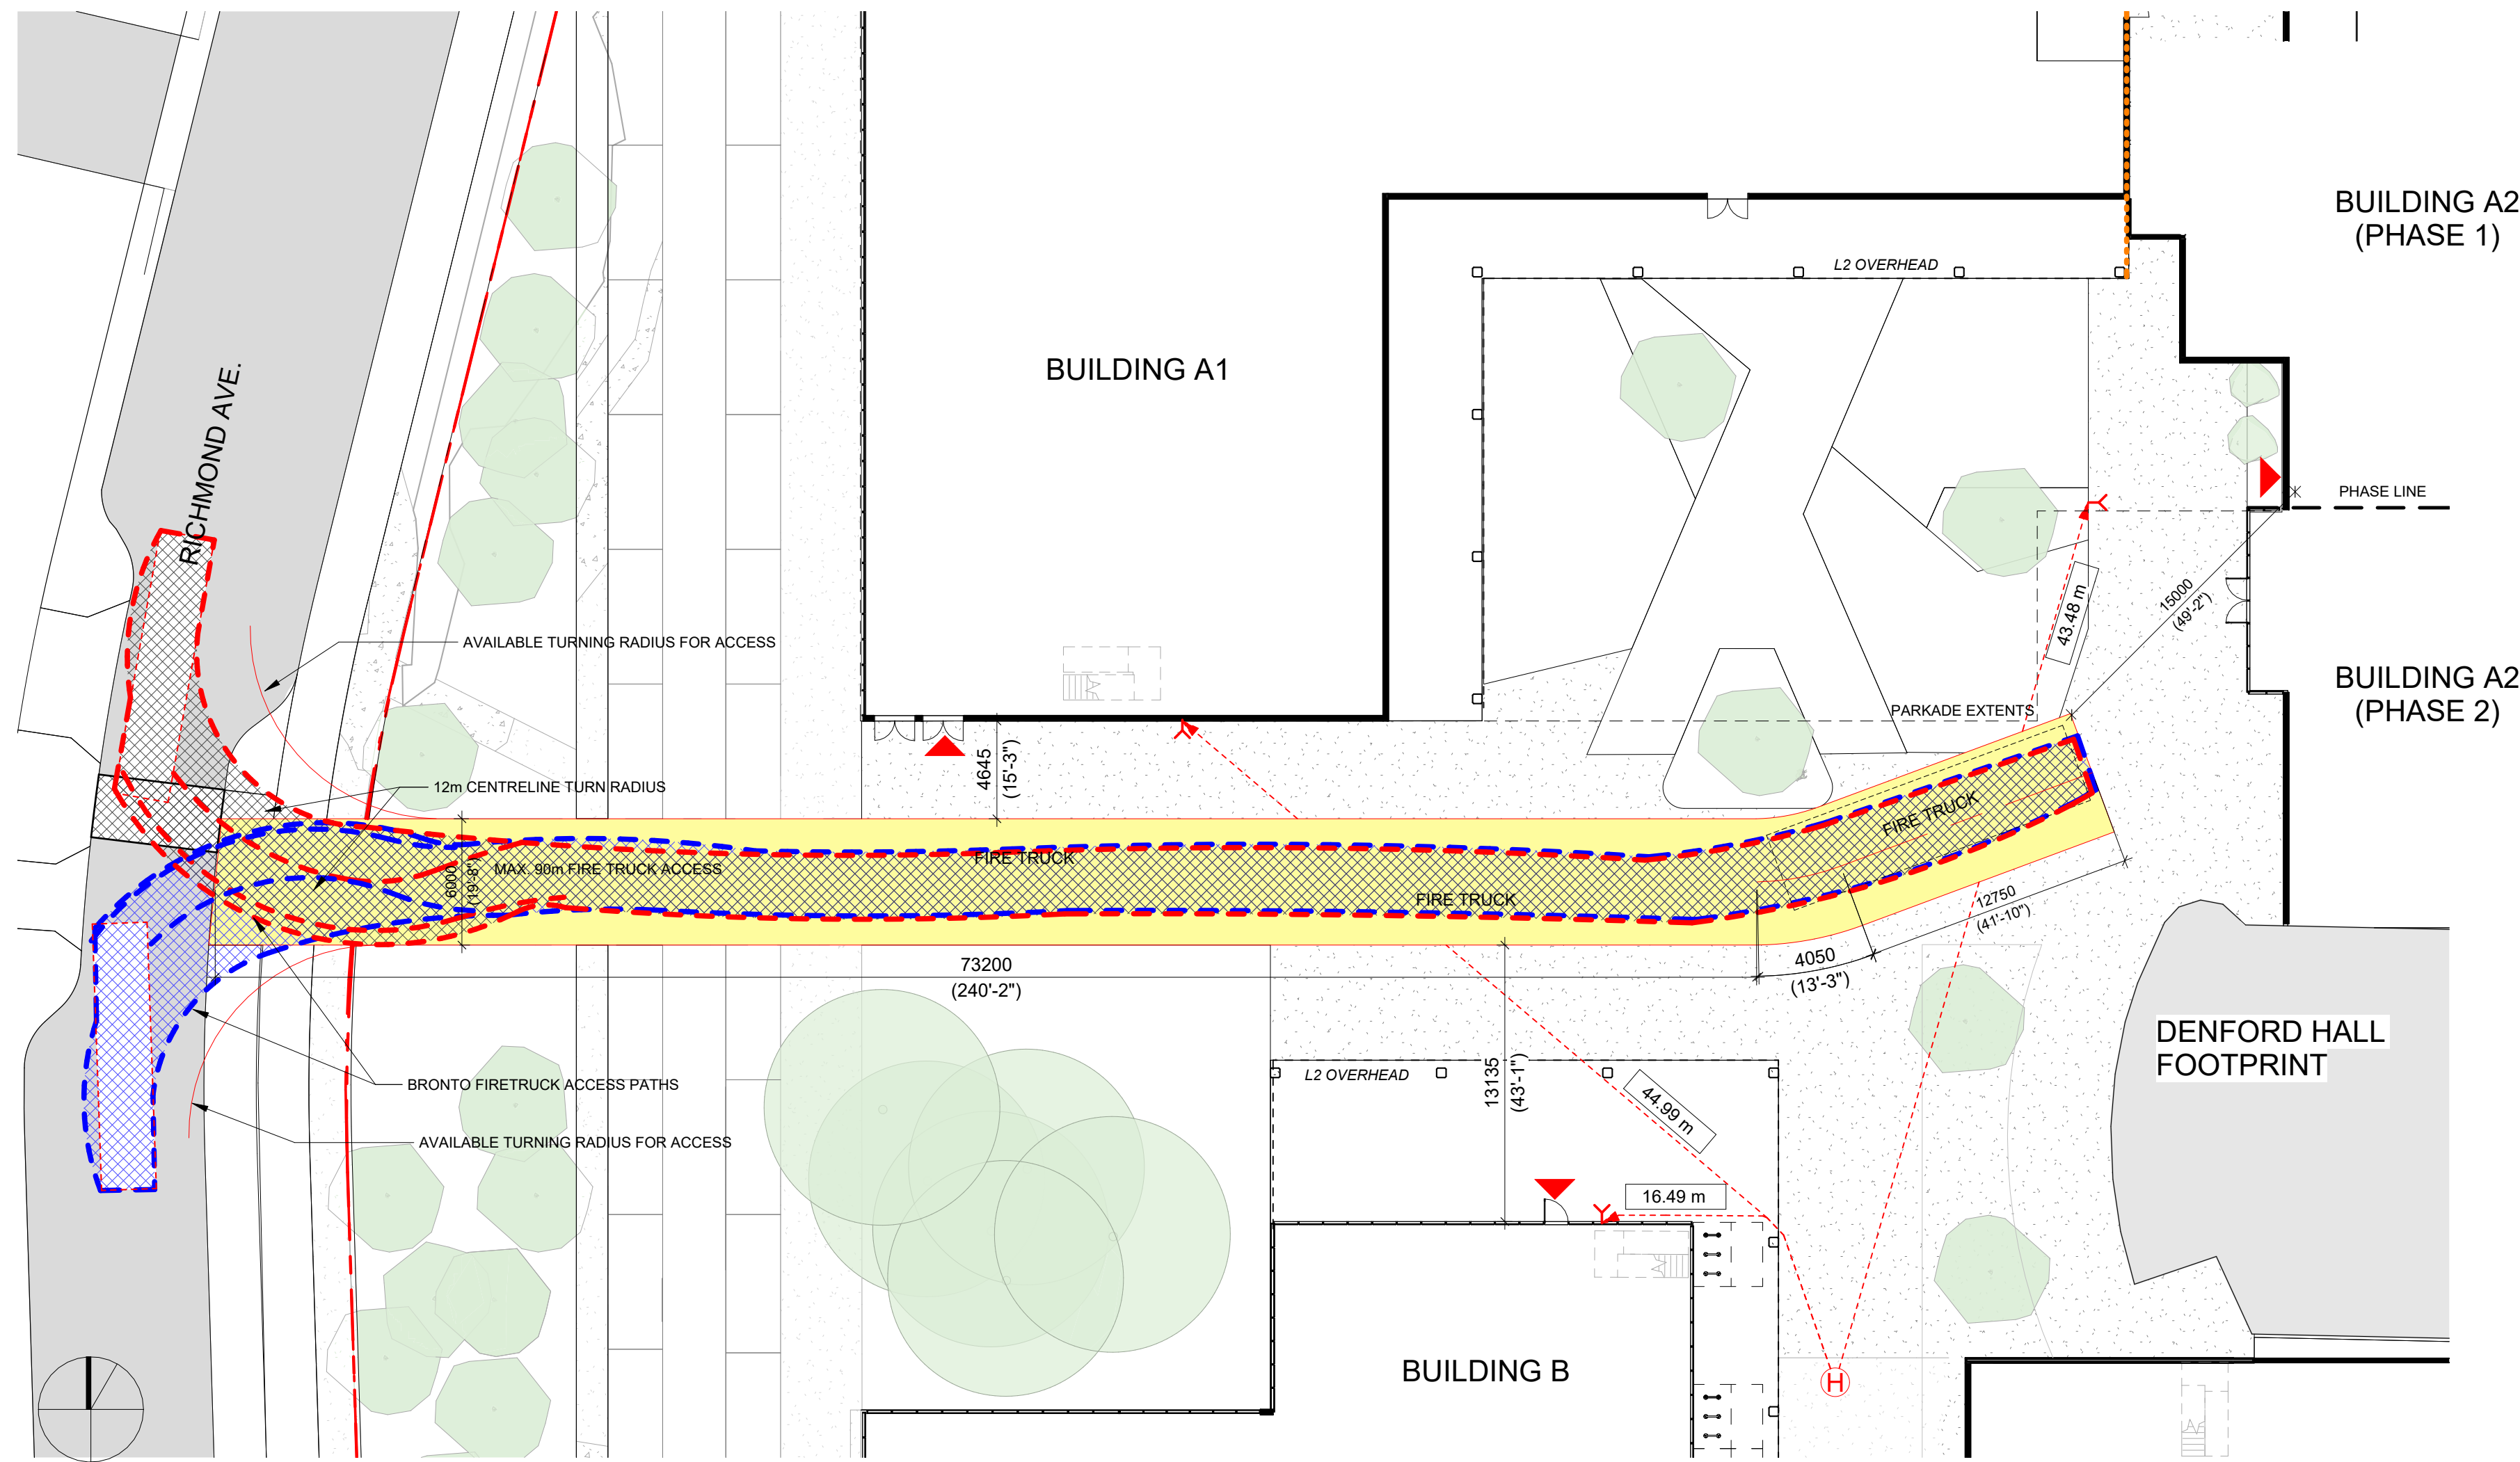 BUILDING A2
(PHASE 1)
L2 OVERHEAD
BUILDING A1
RICHMOND AVE.
PHASE LINE
15000
(49'-2")
43.48 m
AVAILABLE TURNING RADIUS FOR ACCESS
BUILDING A2
(PHASE 2)
PARKADE EXTENTS
4645
(15'-3")
12m CENTRELINE TURN RADIUS
FIRE TRUCK
FIRE TRUCK
MAX. 90m FIRE TRUCK ACCESS
6000
(19'-8")
FIRE TRUCK
12750
(41'-10")
4050
(13'-3")
73200
(240'-2")
DENFORD HALL
FOOTPRINT
L2 OVERHEAD
13135
(43'-1")
BRONTO FIRETRUCK ACCESS PATHS
44.99 m
AVAILABLE TURNING RADIUS FOR ACCESS
16.49 m
BUILDING B
H